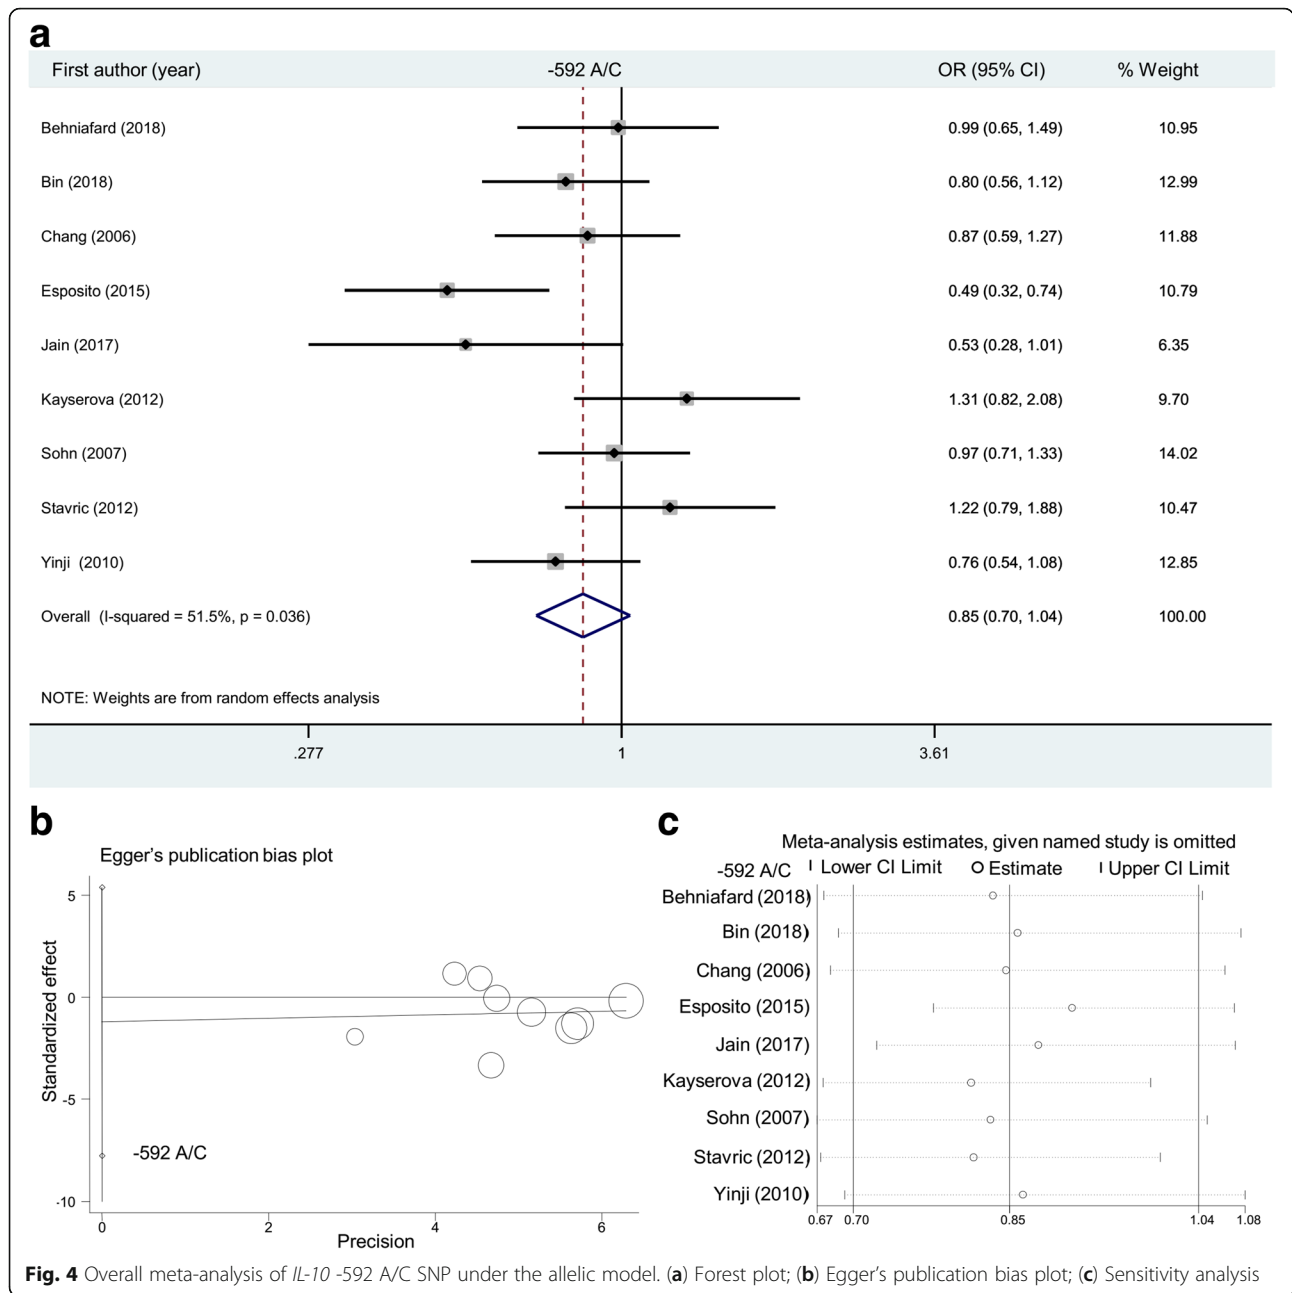 a
First author (year) -592 A/C OR (95% CI) % Weight
Behniafard (2018) 0.99 (0.65, 1.49) 10.95
Bin (2018) 0.80 (0.56, 1.12) 12.99
Chang (2006) 0.87 (0.59, 1.27) 11.88
Esposito (2015) 0.49 (0.32, 0.74) 10.79
Jain (2017) 0.53 (0.28, 1.01) 6.35
Kayserova (2012) 1.31 (0.82, 2.08) 9.70
Sohn (2007) 0.97 (0.71, 1.33) 14.02
Stavric (2012) 1.22 (0.79, 1.88) 10.47
Yinji (2010) 0.76 (0.54, 1.08) 12.85
Overall (I-squared = 51.5%, p = 0.036) 0.85 (0.70, 1.04) 100.00
NOTE: Weights are from random effects analysis
.277 1 3.61
b
Egger's publication bias plot
Standardized effect
5
0
-5
-10
-592 A/C
0 2 4 6
Precision
c
Meta-analysis estimates, given named study is omitted
-592 A/C Lower CI Limit Estimate Upper CI Limit
Behniafard (2018)
Bin (2018)
Chang (2006)
Esposito (2015)
Jain (2017)
Kayserova (2012)
Sohn (2007)
Stavric (2012)
Yinji (2010)
0.67 0.70 0.85 1.04 1.08
Fig. 4 Overall meta-analysis of IL-10 -592 A/C SNP under the allelic model. (a) Forest plot; (b) Egger's publication bias plot; (c) Sensitivity analysis